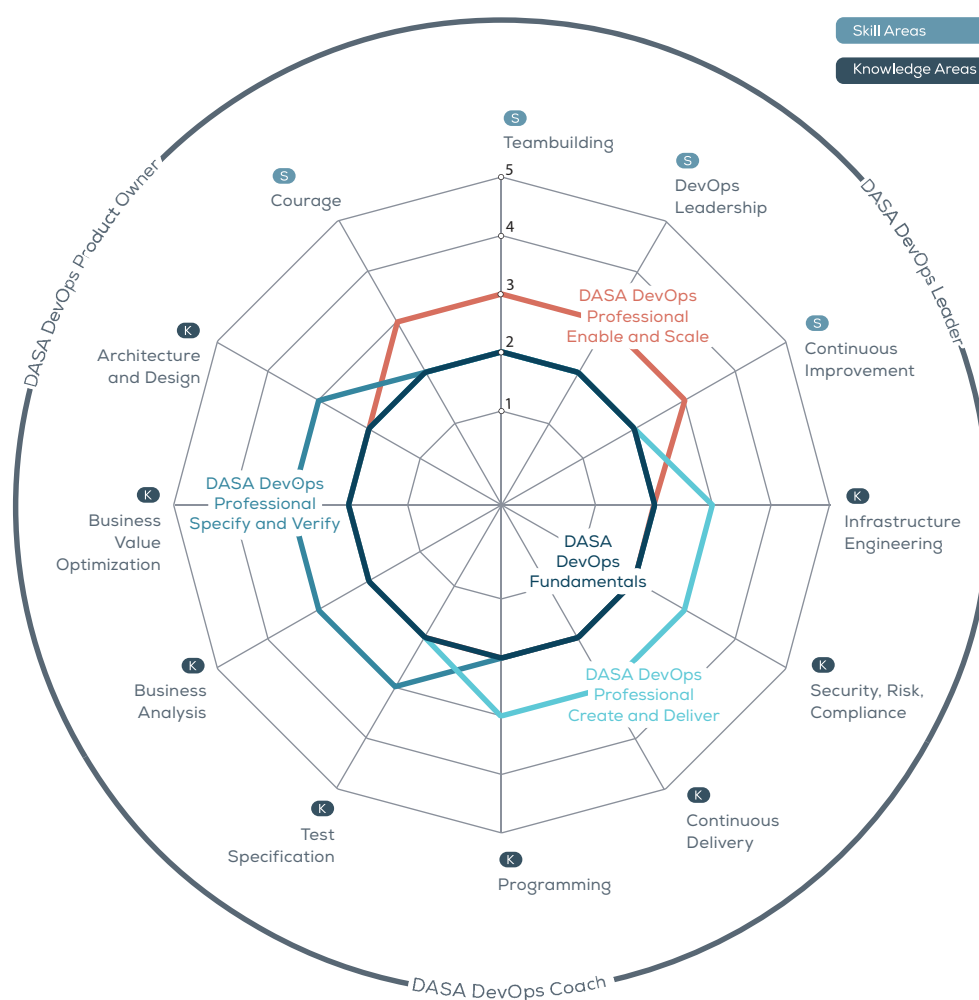 Skill Areas
Knowledge Areas
S
Teambuilding
S
DevOps
Leadership
S
Courage
5
4
3
2
1
DASA DevOps Product Owner
DASA DevOps Leader
DASA DevOps
Professional
Enable and Scale
S
Continuous
Improvement
K
Architecture
and Design
DASA DevOps
Professional
Specify and Verify
K
Business
Value
Optimization
K
Infrastructure
Engineering
DASA
DevOps
Fundamentals
K
Business
Analysis
K
Security, Risk,
Compliance
DASA DevOps
Professional
Create and Deliver
K
Test
Specification
K
Continuous
Delivery
K
Programming
DASA DevOps Coach